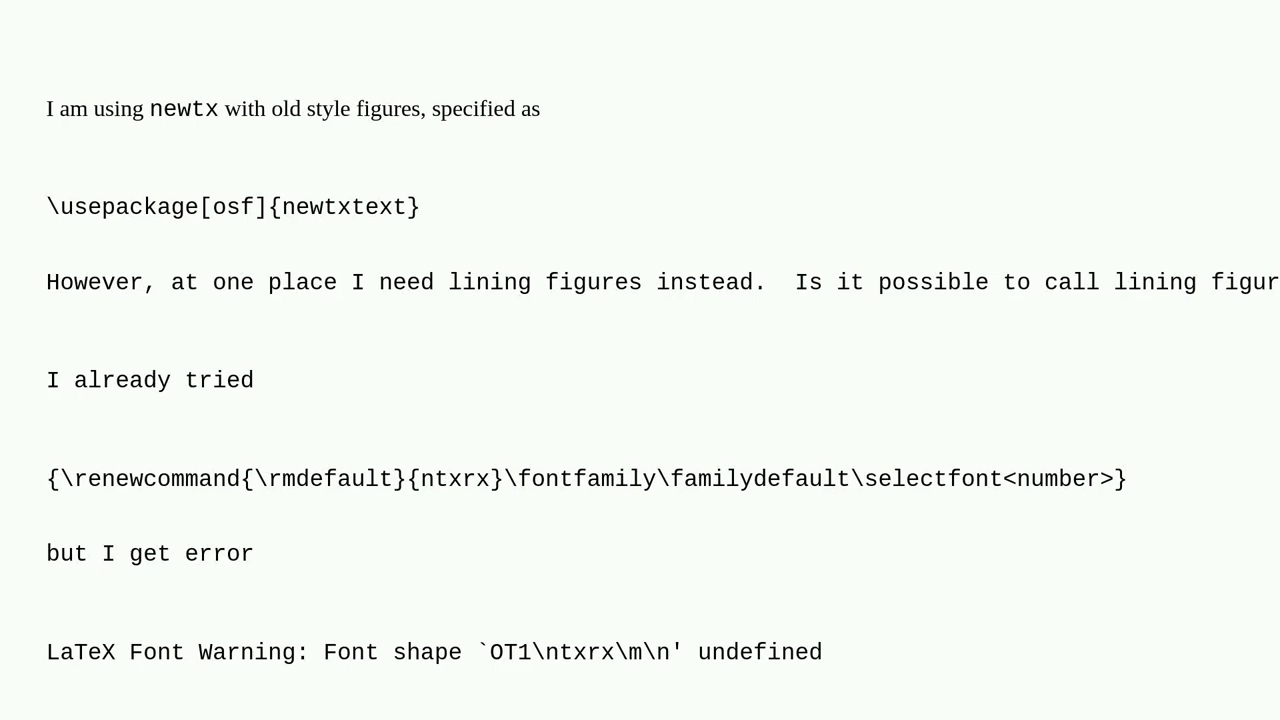 I am using newtx with old style figures, specified as
\usepackage[osf]{newtxtext}
However, at one place I need lining figures instead.  Is it possible to call lining figur
I already tried
{\renewcommand{\rmdefault}{ntxrx}\fontfamily\familydefault\selectfont<number>}
but I get error
LaTeX Font Warning: Font shape `OT1\ntxrx\m\n' undefined